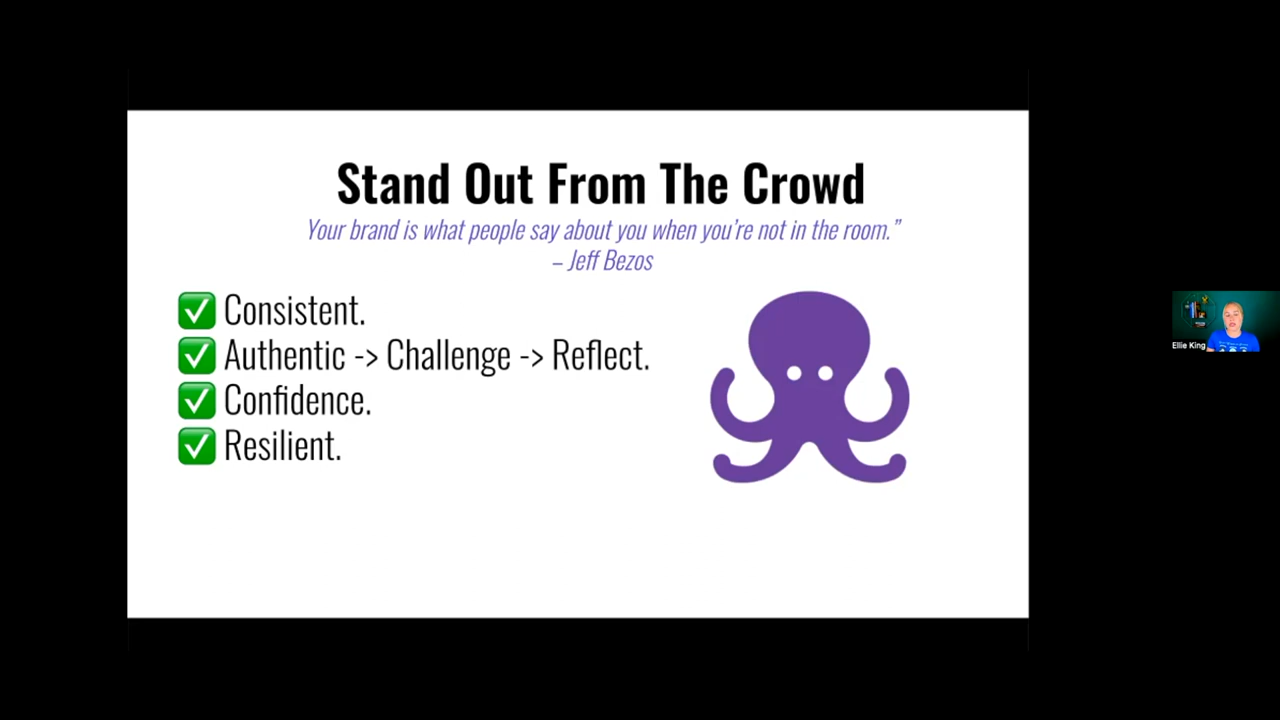 Stand Out From The Crowd
Your brand is what people say about you when you're not in the room.”
– Jeff Bezos
✅ Consistent.
✅ Authentic -> Challenge -> Reflect.
✅ Confidence.
✅ Resilient.
Ellie King